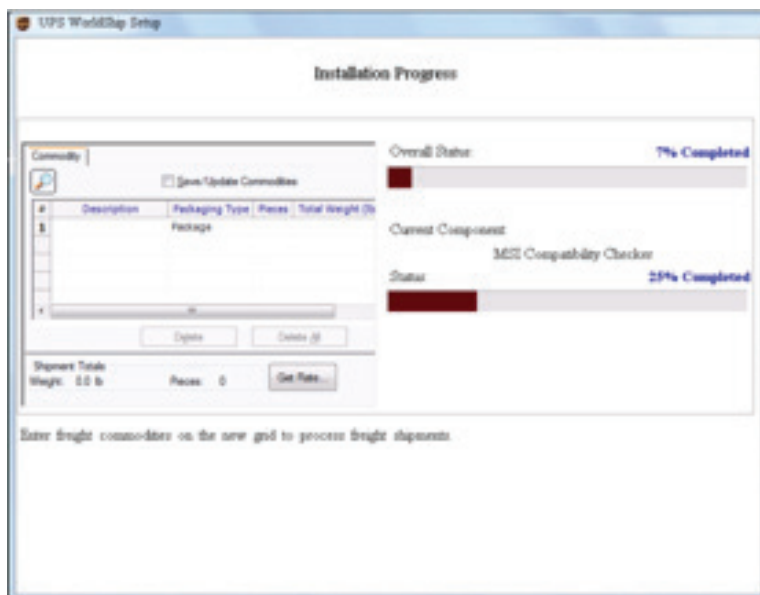 UPS WorldShip Setup
Installation Progress
Commodity
Save/Update Commodities
# Description Packaging Type Pieces Total Weight (lb
1 Package
Delete Delete All
Shipment Totals
Weight: 0.0 lb Pieces: 0 Get Rate...
Overall Status: 7% Completed
Current Component:
MSI Compatibility Checker
Status: 25% Completed
Enter freight commodities on the new grid to process freight shipments.